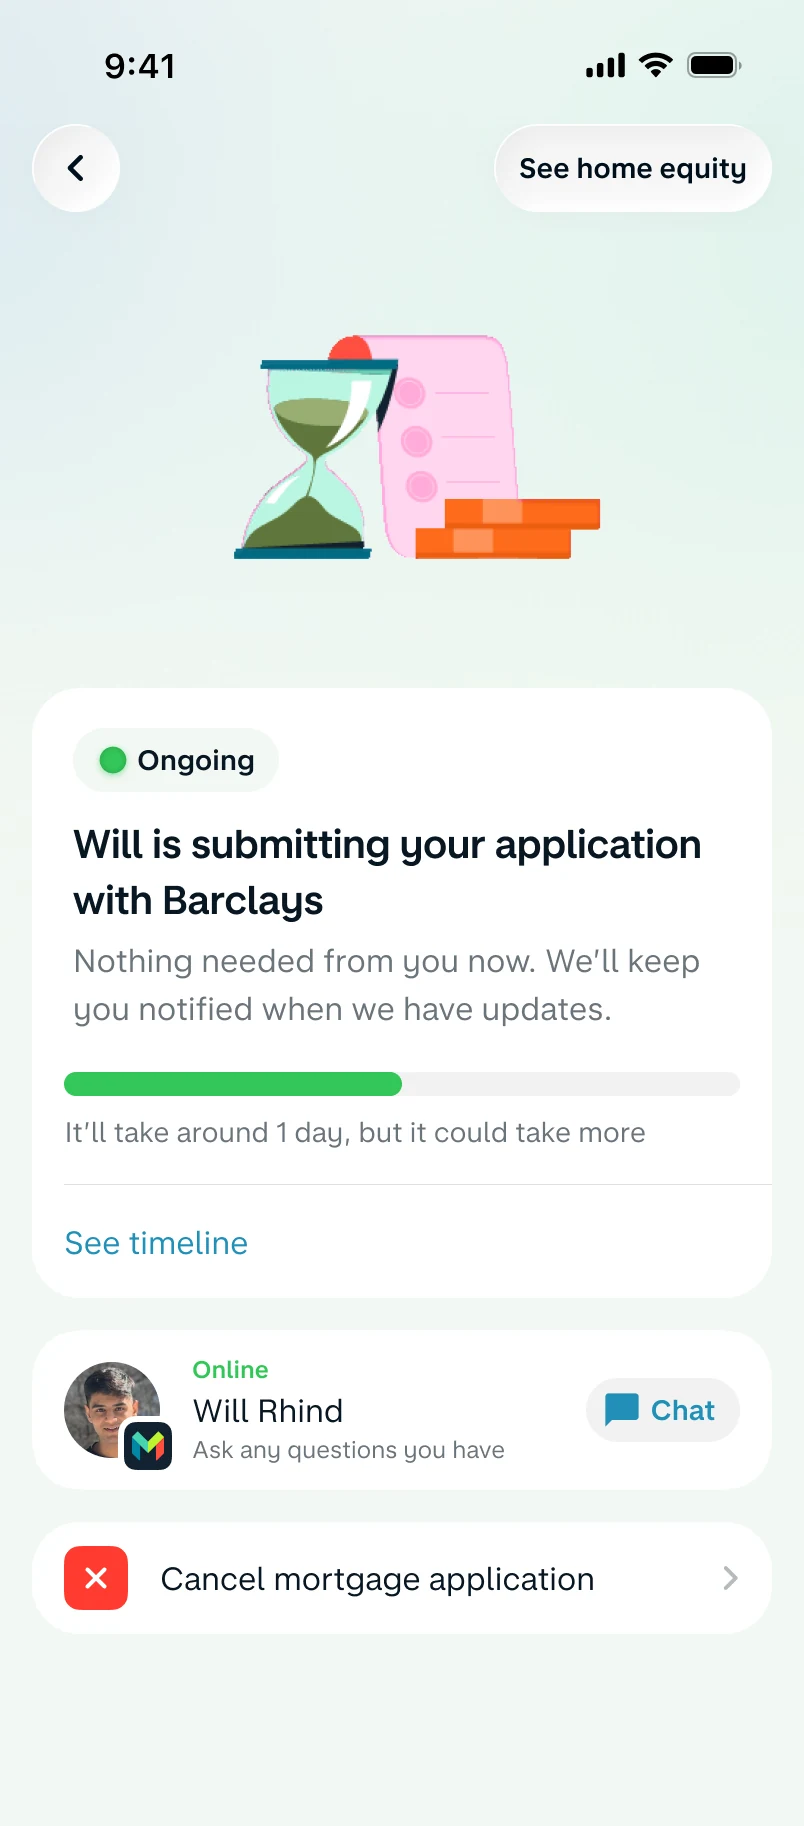 9:41
See home equity
Ongoing
Will is submitting your application
with Barclays
Nothing needed from you now. We’ll keep
you notified when we have updates.
It’ll take around 1 day, but it could take more
See timeline
Online
Will Rhind
Ask any questions you have
Chat
Cancel mortgage application